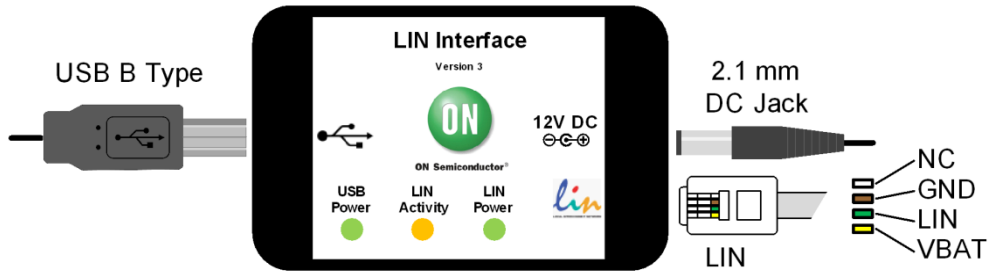 USB B Type
LIN Interface
Version 3
ON
ON Semiconductor®
12V DC
USB Power
LIN Activity
LIN Power
lin
2.1 mm
DC Jack
LIN
NC
GND
LIN
VBAT